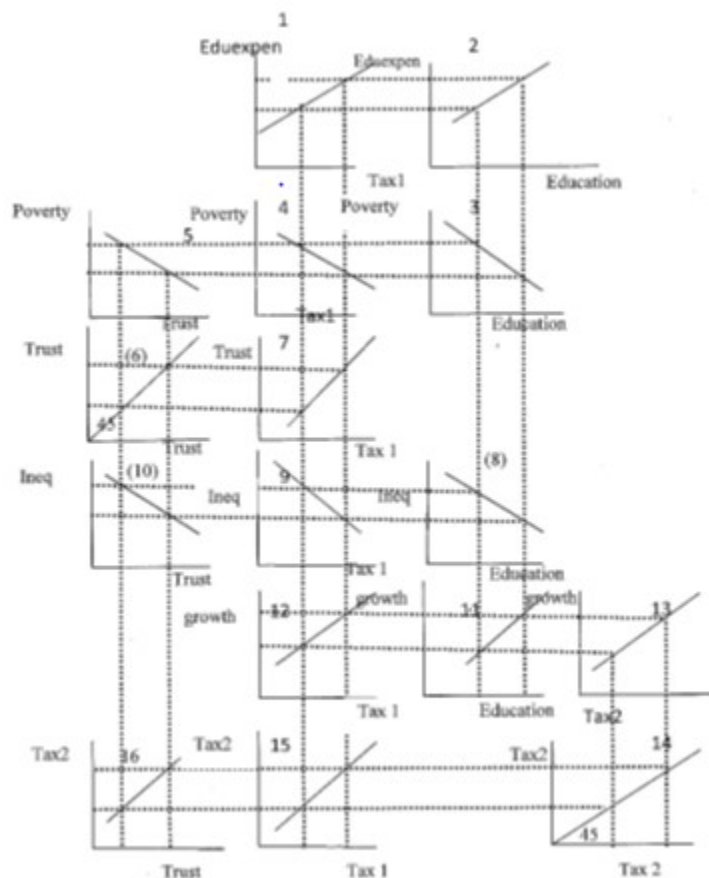 1
Eduexpen
Eduexpen
2
Tax1
Education
Poverty
5
Poverty
4
Poverty
3
Trust
Tax1
Education
Trust
(6)
Trust
7
45
Trust
Tax 1
Ineq
(10)
Ineq
9
Ineq
(8)
Trust
Tax 1
Education
growth
12
growth
11
growth
13
Tax 1
Education
Tax2
Tax2
16
Tax2
15
Tax2
14
45
Trust
Tax 1
Tax 2